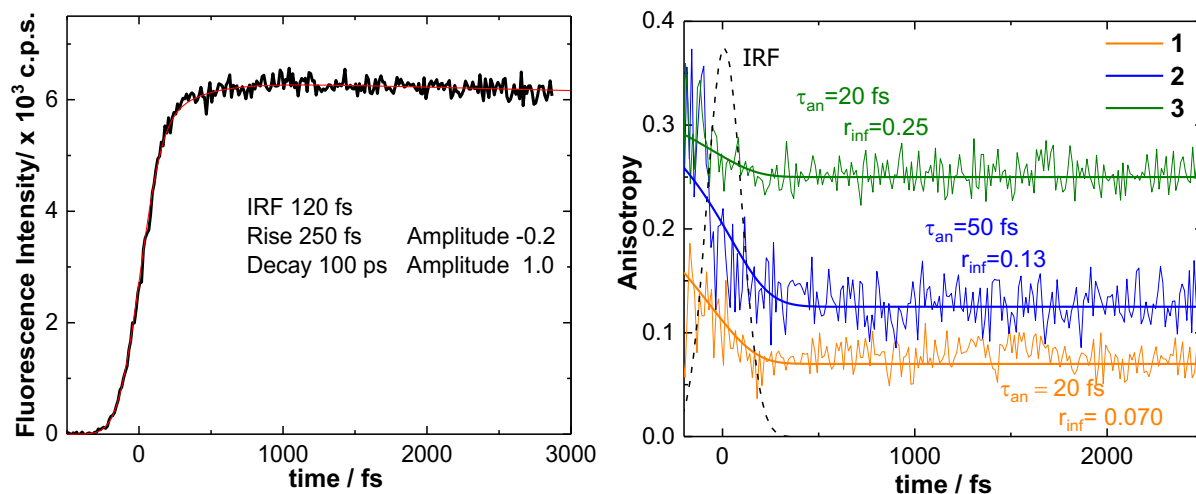 Fluorescence Intensity/ x 10³ c.p.s.
6
4
2
0
IRF 120 fs
Rise 250 fs Amplitude -0.2
Decay 100 ps Amplitude 1.0
0 1000 2000 3000
time / fs
Anisotropy
0.4
0.3
0.2
0.1
0.0
IRF
1
2
3
τan=20 fs
rinf=0.25
τan=50 fs
rinf=0.13
τan = 20 fs
rinf= 0.070
0 1000 2000
time / fs